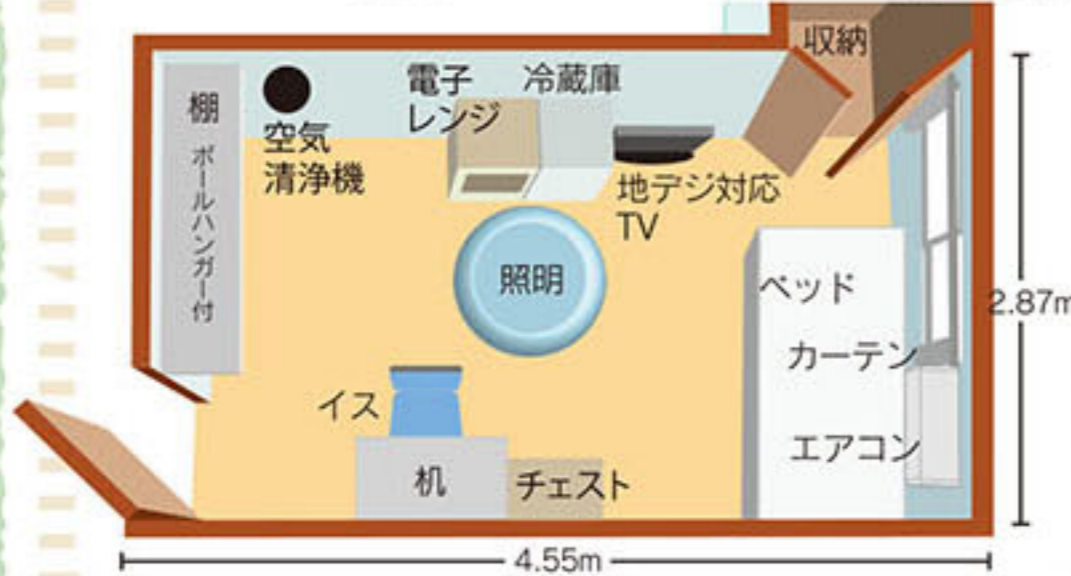 収納
棚 ポールハンガー付
空気
清浄機
電子
レンジ
冷蔵庫
地デジ対応
TV
照明
ベッド
カーテン
エアコン
イス
机
チェスト
2.87m
4.55m